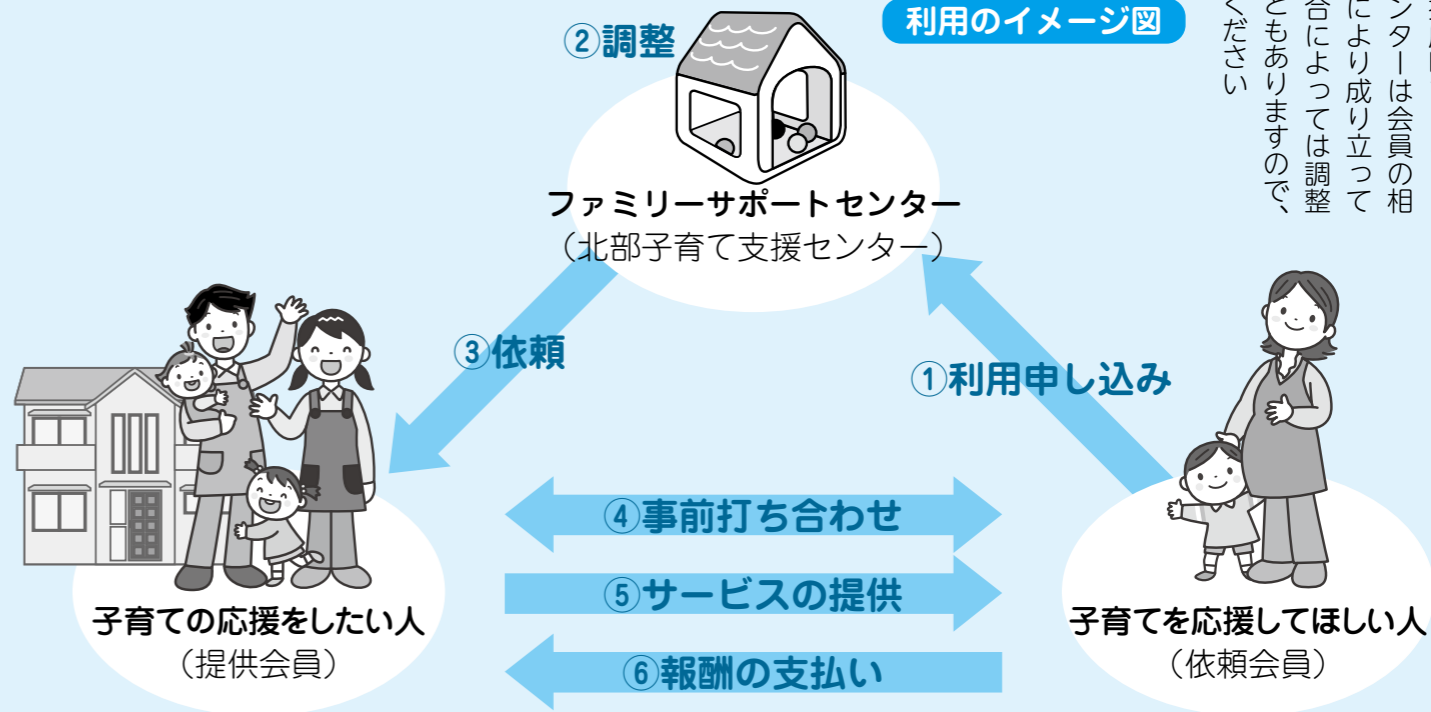 利用のイメージ図
ンターは会員の相
により成り立って
合によっては調整
ともありますので、
ください
②調整
ファミリーサポートセンター
（北部子育て支援センター）
③依頼
①利用申し込み
④事前打ち合わせ
⑤サービスの提供
⑥報酬の支払い
子育ての応援をしたい人
（提供会員）
子育てを応援してほしい人
（依頼会員）